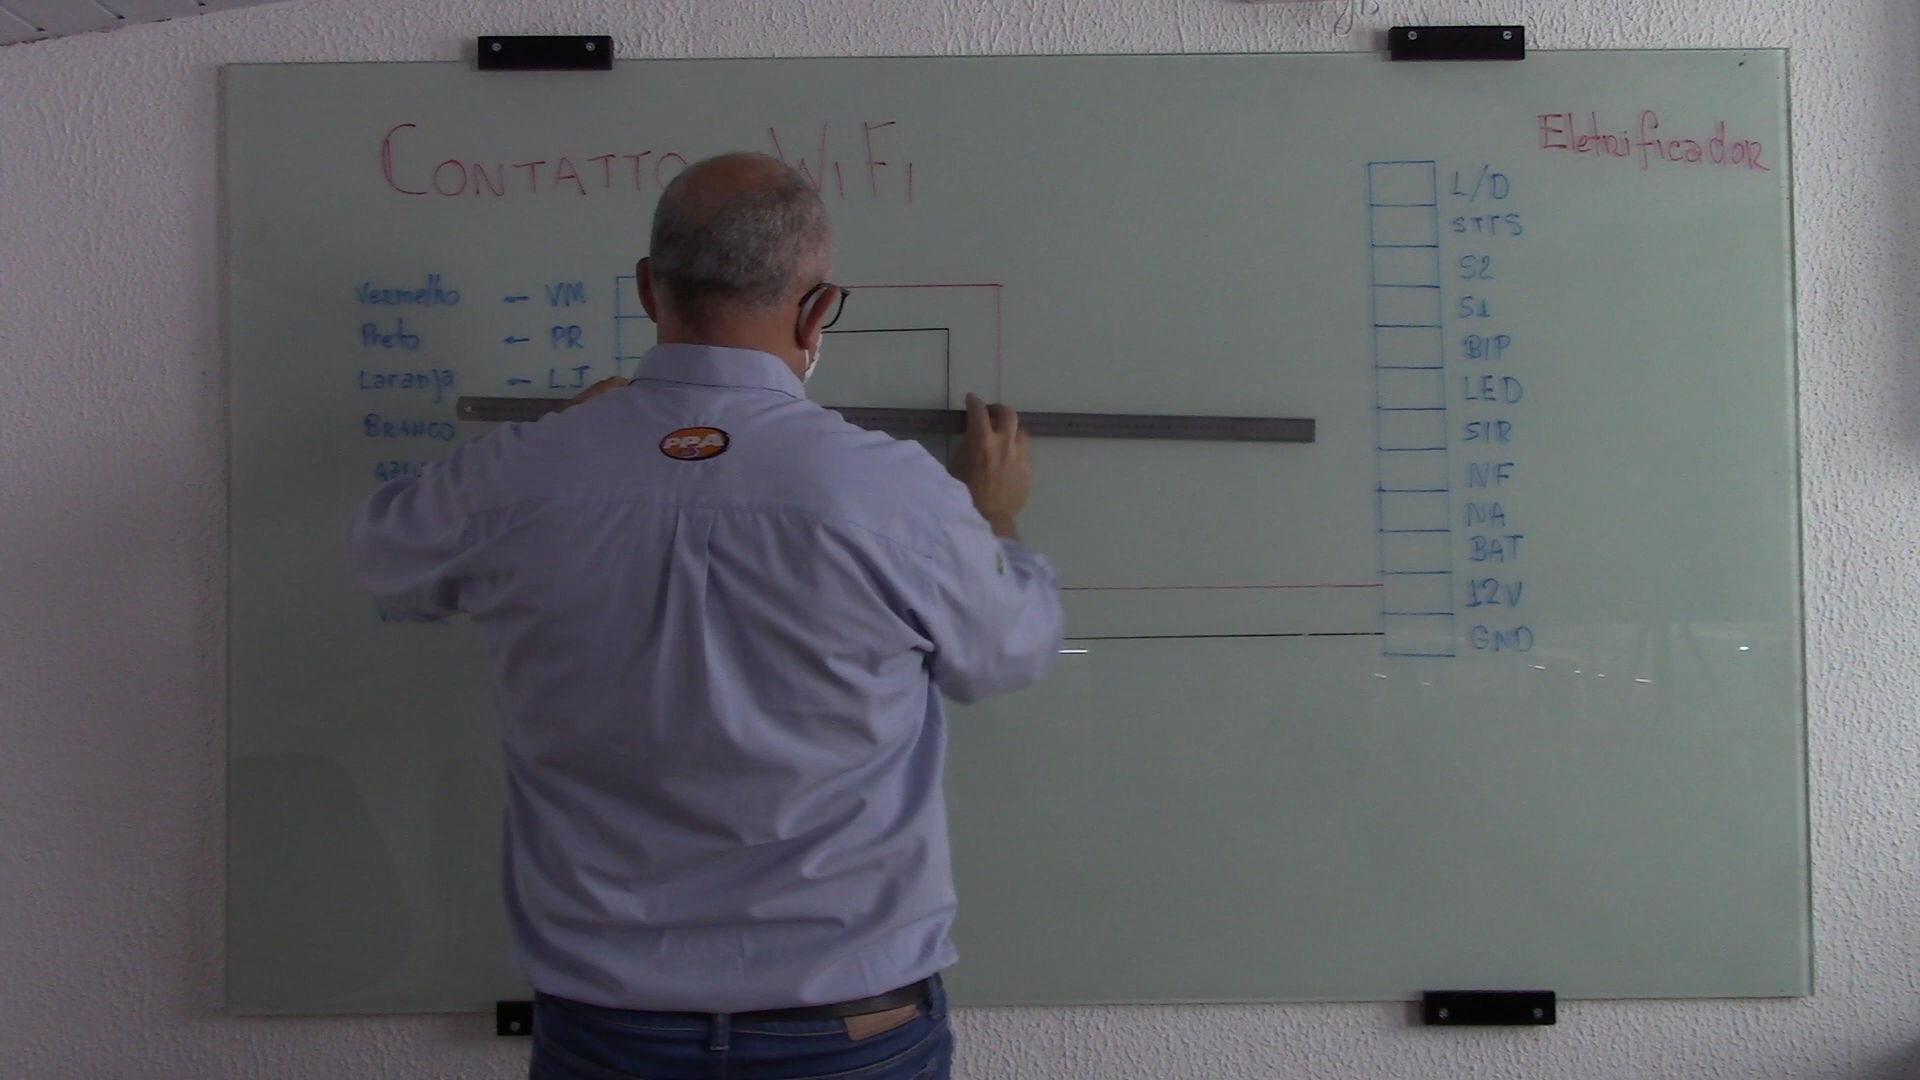 CONTATTO WIFI
Eletrificador
Vermelho ← VM
Preto ← PR
Laranja ← LJ
BRANCO
L/D
STTS
S2
S1
BIP
LED
SIR
NF
NA
BAT
12V
GND
PPA